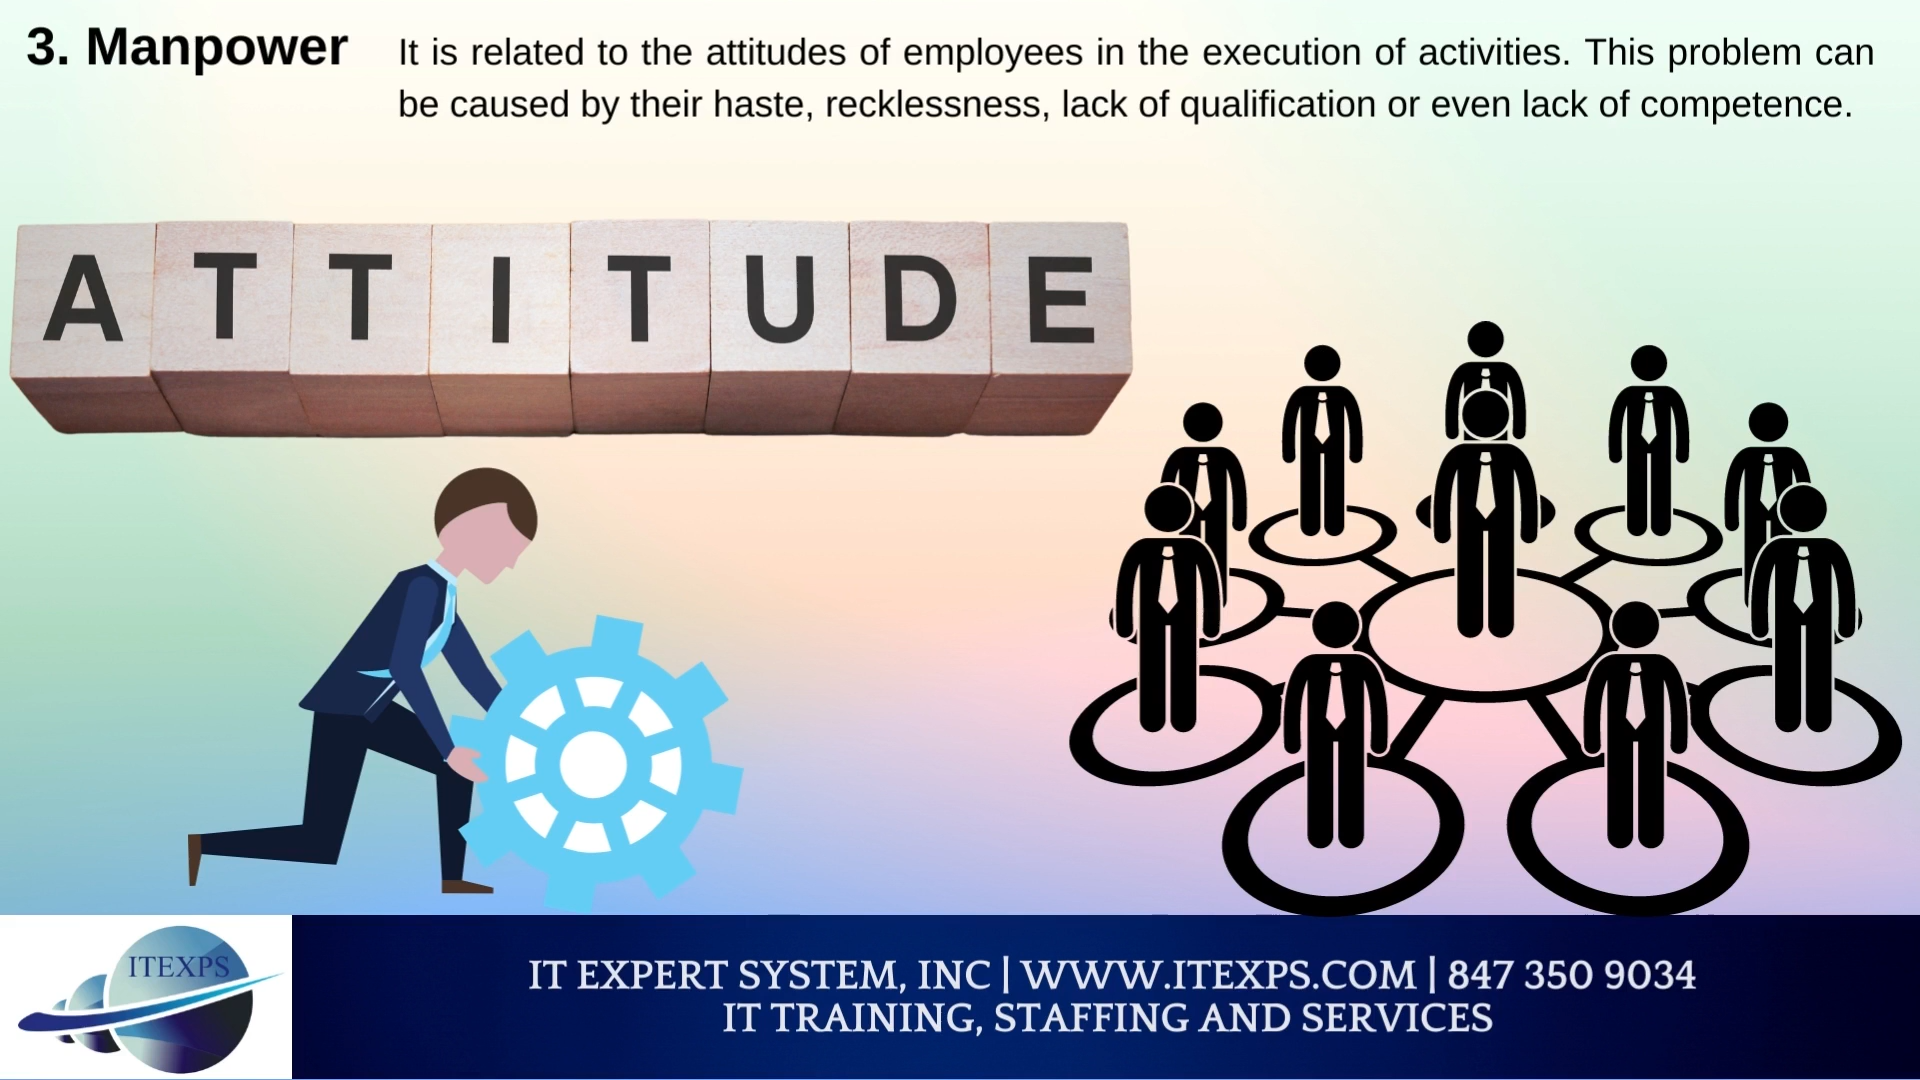 3. Manpower
It is related to the attitudes of employees in the execution of activities. This problem can
be caused by their haste, recklessness, lack of qualification or even lack of competence.
ATTITUDE
ITEXPS
IT EXPERT SYSTEM, INC | WWW.ITEXPS.COM | 847 350 9034
IT TRAINING, STAFFING AND SERVICES